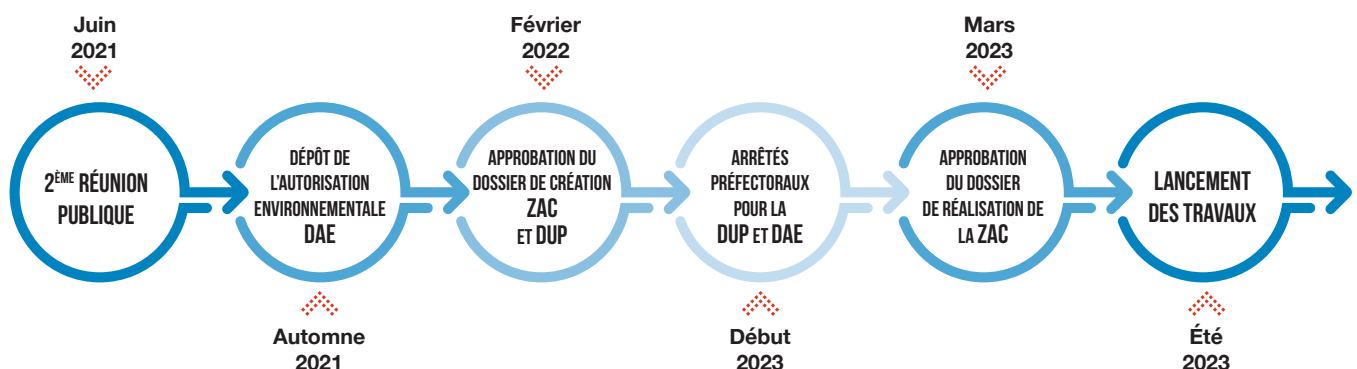 Juin
2021
2ÈME RÉUNION
PUBLIQUE
DÉPÔT DE
L'AUTORISATION
ENVIRONNEMENTALE
DAE
Automne
2021
Février
2022
APPROBATION DU
DOSSIER DE CRÉATION
ZAC
ET DUP
ARRÊTÉS
PRÉFECTORAUX
POUR LA
DUP ET DAE
Début
2023
Mars
2023
APPROBATION
DU DOSSIER
DE RÉALISATION DE
LA ZAC
LANCEMENT
DES TRAVAUX
Été
2023